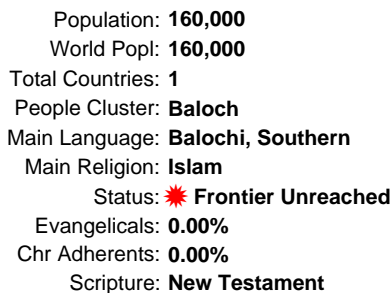 Population: 160,000
World Popl: 160,000
Total Countries: 1
People Cluster: Baloch
Main Language: Balochi, Southern
Main Religion: Islam
Status: Frontier Unreached
Evangelicals: 0.00%
Chr Adherents: 0.00%
Scripture: New Testament